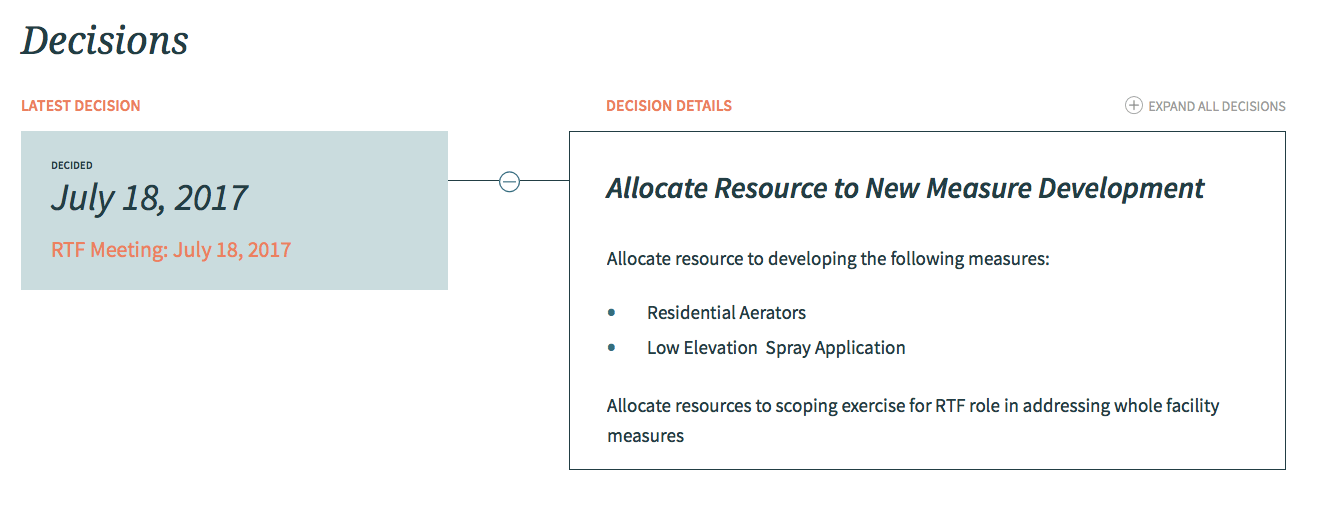 Decisions
LATEST DECISION
DECISION DETAILS
EXPAND ALL DECISIONS
DECIDED
July 18, 2017
RTF Meeting: July 18, 2017
Allocate Resource to New Measure Development
Allocate resource to developing the following measures:
• Residential Aerators
• Low Elevation  Spray Application
Allocate resources to scoping exercise for RTF role in addressing whole facility
measures